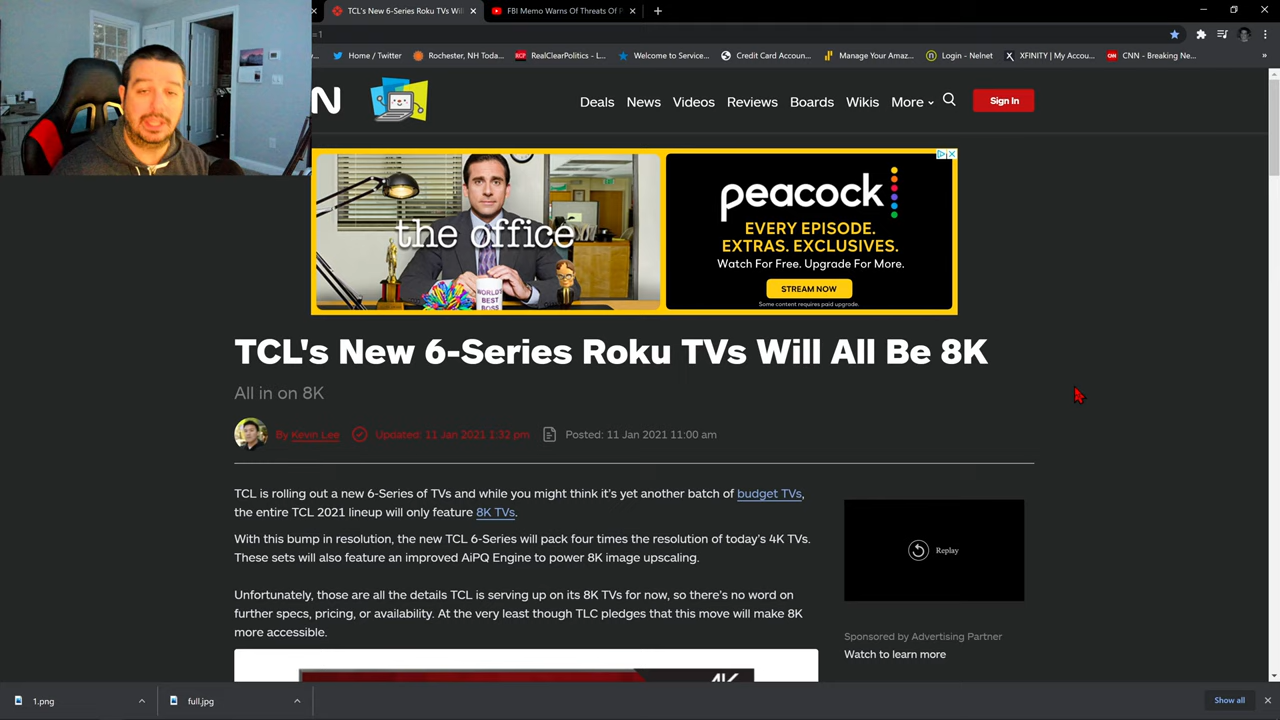 TCL's New 6-Series Roku TVs Wil
FBI Memo Warns Of Threats Of P
=1
Home / Twitter
Rochester, NH Toda...
RealClearPolitics - L...
Welcome to Service...
Credit Card Accoun...
Manage Your Amaz...
Login - Nelnet
XFINITY | My Accou...
CNN - Breaking Ne...
N
Deals
News
Videos
Reviews
Boards
Wikis
More
Sign In
the office
WORLD'S
BEST
BOSS
peacock
EVERY EPISODE.
EXTRAS. EXCLUSIVES.
Watch For Free. Upgrade For More.
STREAM NOW
Some content requires paid upgrade.
TCL's New 6-Series Roku TVs Will All Be 8K
All in on 8K
By Kevin Lee
Updated: 11 Jan 2021 1:32 pm
Posted: 11 Jan 2021 11:00 am
TCL is rolling out a new 6-Series of TVs and while you might think it's yet another batch of budget TVs,
the entire TCL 2021 lineup will only feature 8K TVs.
With this bump in resolution, the new TCL 6-Series will pack four times the resolution of today's 4K TVs.
These sets will also feature an improved AiPQ Engine to power 8K image upscaling.
Unfortunately, those are all the details TCL is serving up on its 8K TVs for now, so there's no word on
further specs, pricing, or availability. At the very least though TLC pledges that this move will make 8K
more accessible.
Replay
Sponsored by Advertising Partner
Watch to learn more
4K
1.png
full.jpg
Show all